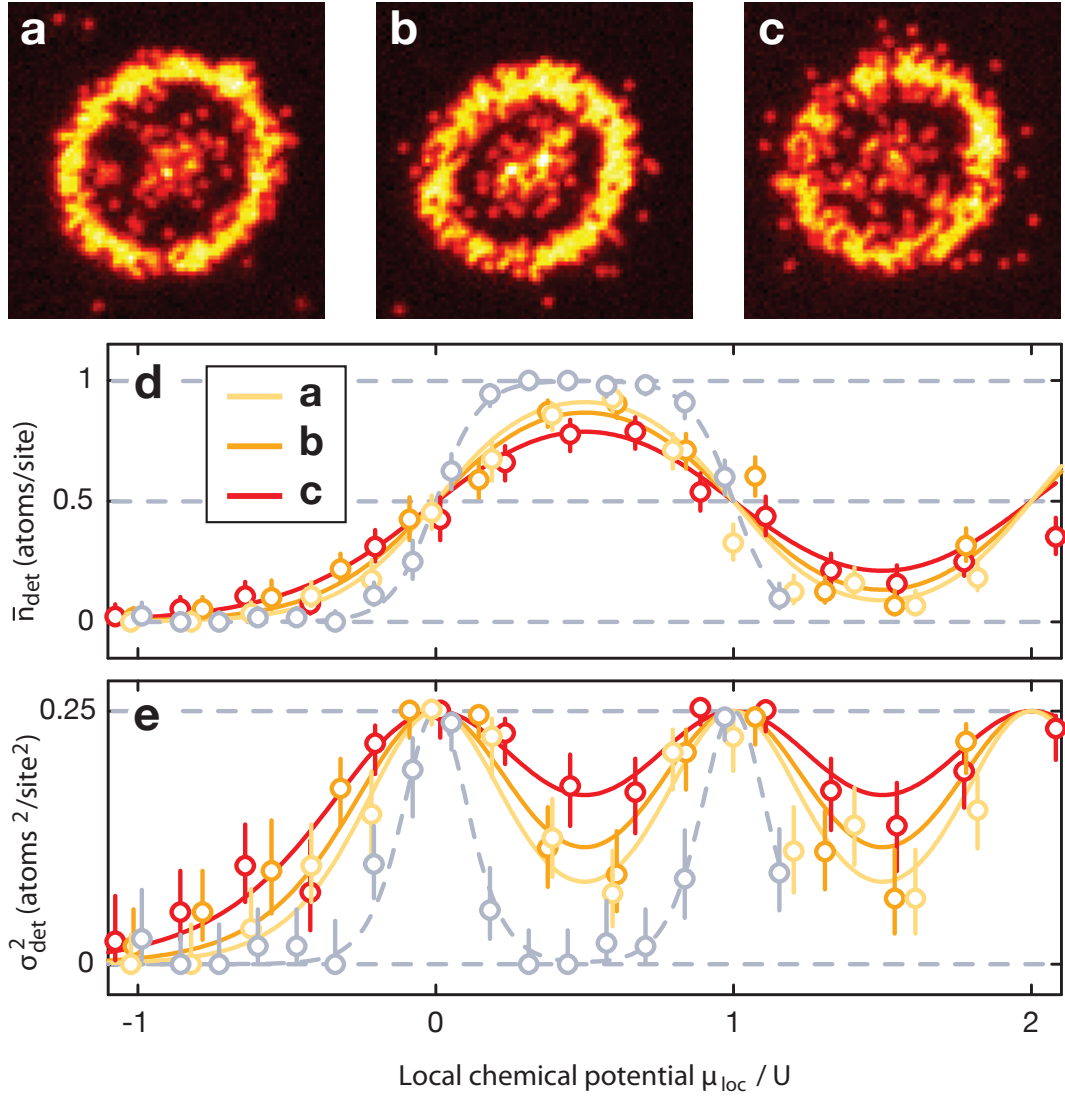 a
b
c
d
1
0.5
0
n̄det (atoms/site)
a
b
c
e
0.25
0
σ²det (atoms ²/site²)
-1 0 1 2
Local chemical potential μloc / U